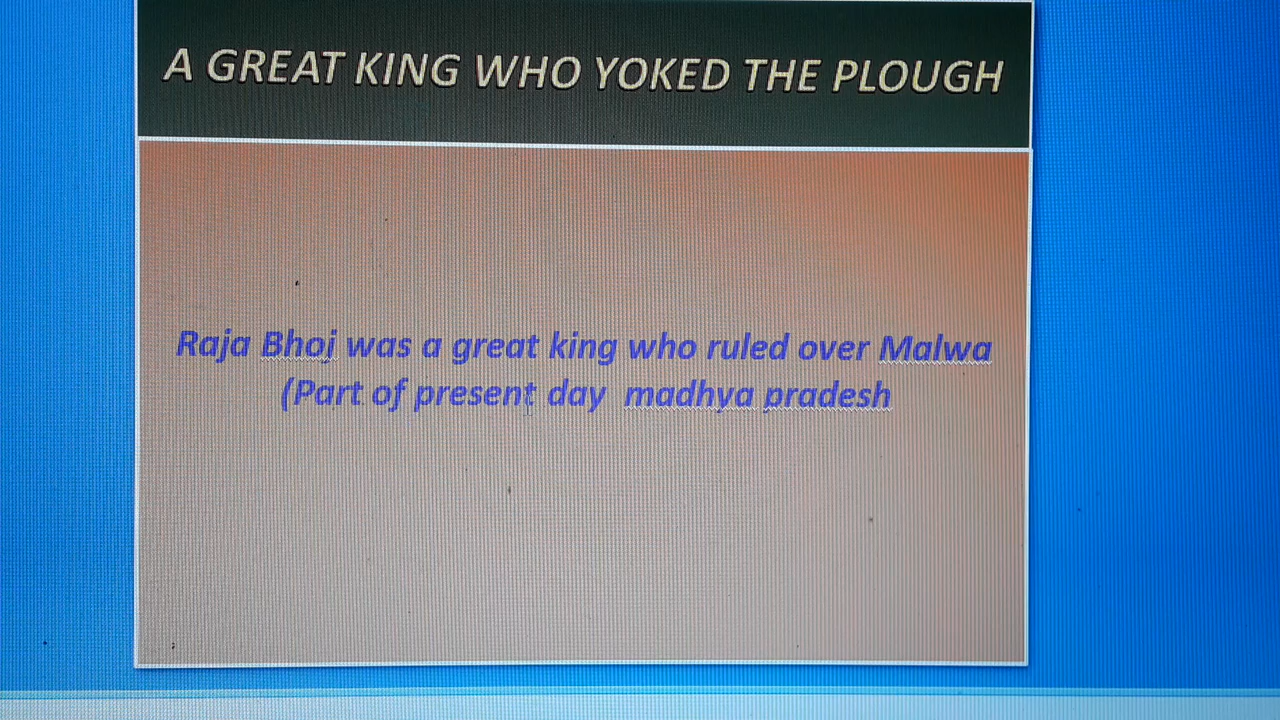 A GREAT KING WHO YOKED THE PLOUGH
Raja Bhoj was a great king who ruled over Malwa
(Part of present day madhya pradesh